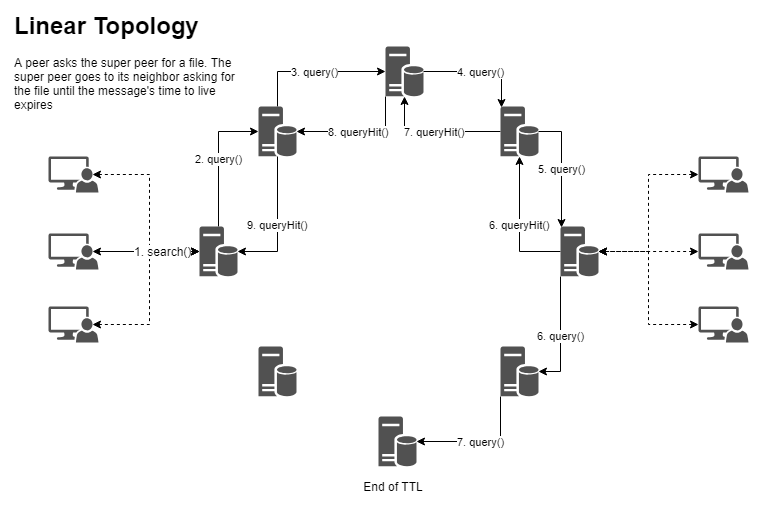 Linear Topology
A peer asks the super peer for a file. The
super peer goes to its neighbor asking for
the file until the message's time to live
expires
3. query()
4. query()
8. queryHit()
7. queryHit()
2. query()
5. query()
9. queryHit()
6. queryHit()
1. search()
6. query()
7. query()
End of TTL